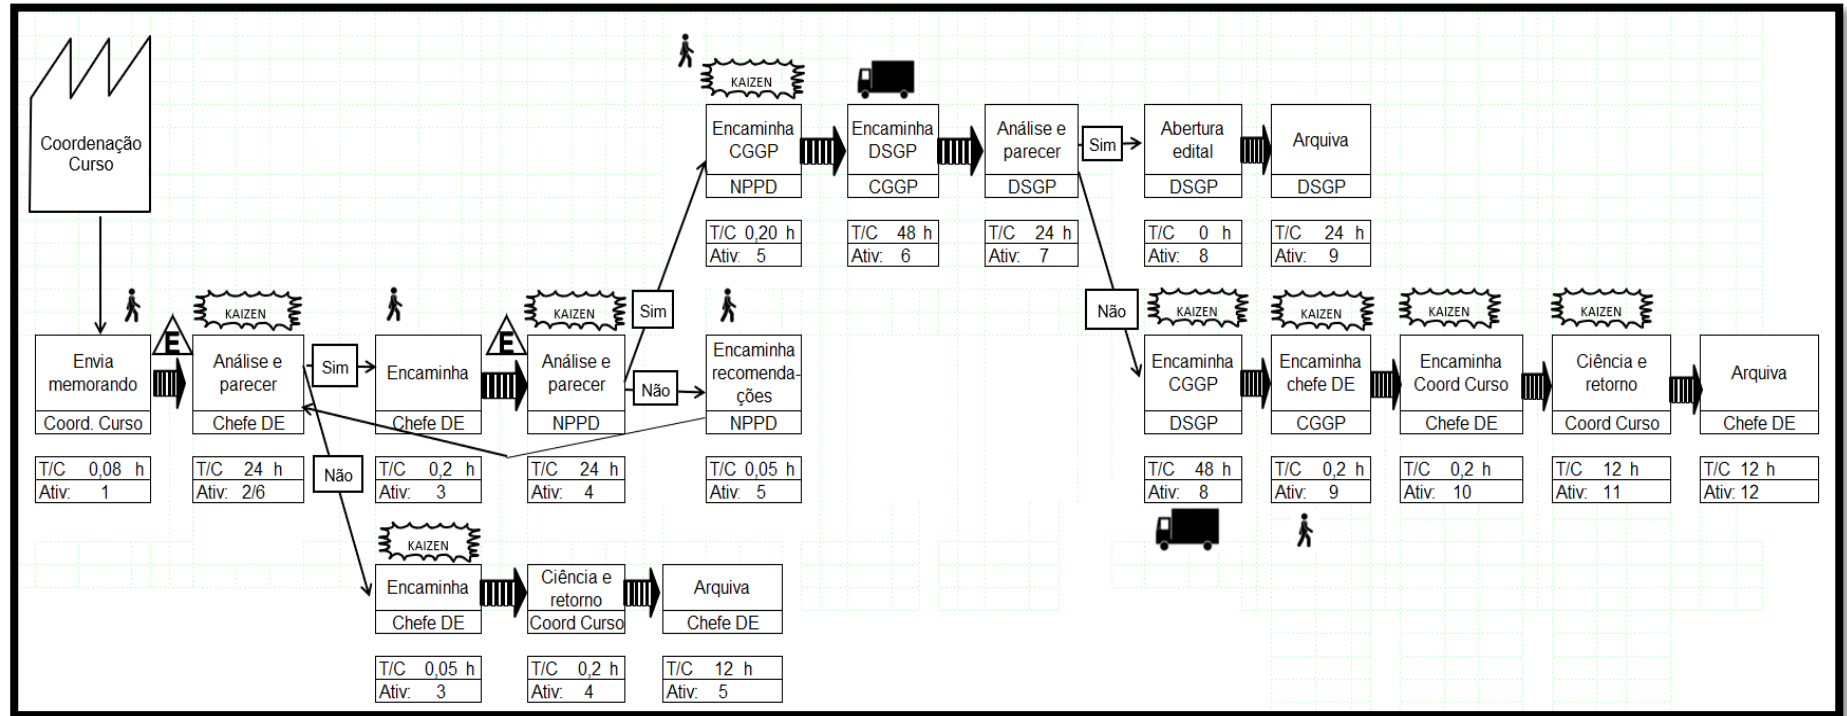 Coordenação
Curso
KAIZEN
Encaminha
CGGP
NPPD
T/C 0,20 h
Ativ: 5
Encaminha
DSGP
CGGP
T/C 48 h
Ativ: 6
Análise e
parecer
DSGP
T/C 24 h
Ativ: 7
Sim
Abertura
edital
DSGP
T/C 0 h
Ativ: 8
Arquiva
DSGP
T/C 24 h
Ativ: 9
Envia
memorando
Coord. Curso
T/C 0,08 h
Ativ: 1
E
KAIZEN
Análise e
parecer
Chefe DE
T/C 24 h
Ativ: 2/6
Sim
Não
Encaminha
Chefe DE
T/C 0,2 h
Ativ: 3
E
KAIZEN
Análise e
parecer
NPPD
T/C 24 h
Ativ: 4
Sim
Não
Encaminha
recomenda-
ções
NPPD
T/C 0,05 h
Ativ: 5
Não
KAIZEN
Encaminha
CGGP
DSGP
T/C 48 h
Ativ: 8
KAIZEN
Encaminha
chefe DE
CGGP
T/C 0,2 h
Ativ: 9
KAIZEN
Encaminha
Coord Curso
Chefe DE
T/C 0,2 h
Ativ: 10
KAIZEN
Ciência e
retorno
Coord Curso
T/C 12 h
Ativ: 11
Arquiva
Chefe DE
T/C 12 h
Ativ: 12
KAIZEN
Encaminha
Chefe DE
T/C 0,05 h
Ativ: 3
Ciência e
retorno
Coord Curso
T/C 0,2 h
Ativ: 4
Arquiva
Chefe DE
T/C 12 h
Ativ: 5